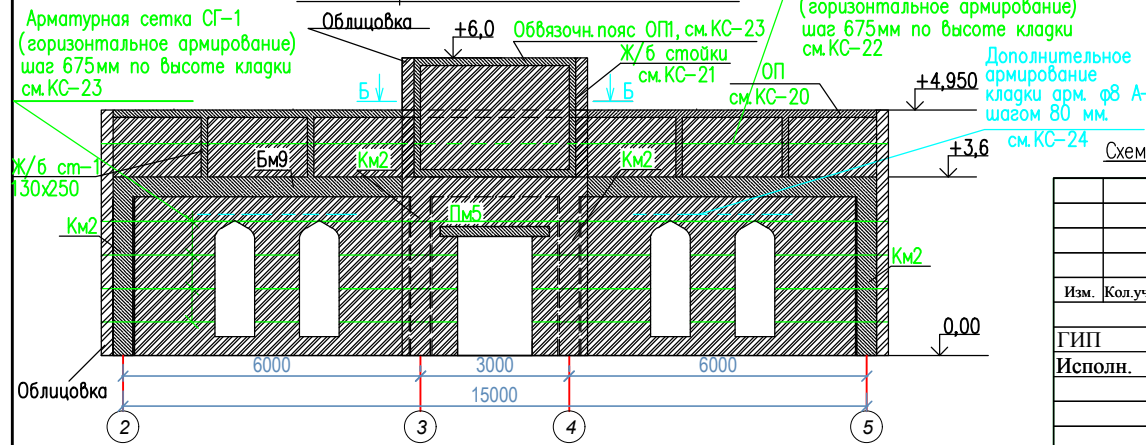 Арматурная сетка СГ-1
(горизонтальное армирование)
шаг 675мм по высоте кладки
см.КС-23
Облицовка
+6,0
Обвязочн.пояс ОП1, см.КС-23
Ж/б стойки
см.КС-21
(горизонтальное армирование)
шаг 675мм по высоте кладки
см.КС-22
ОП
см.КС-20
Б
Б
+4,950
Дополнительное
армирование
кладки арм. ф8 А-
шагом 80 мм.
см.КС-24
Ж/б ст-1
130х250
Бм9
Км2
Км2
+3,6
Схем
Км2
Пм5
Км2
Изм.
Кол.уч
0,00
ГИП
Исполн.
Облицовка
6000
3000
6000
15000
2
3
4
5